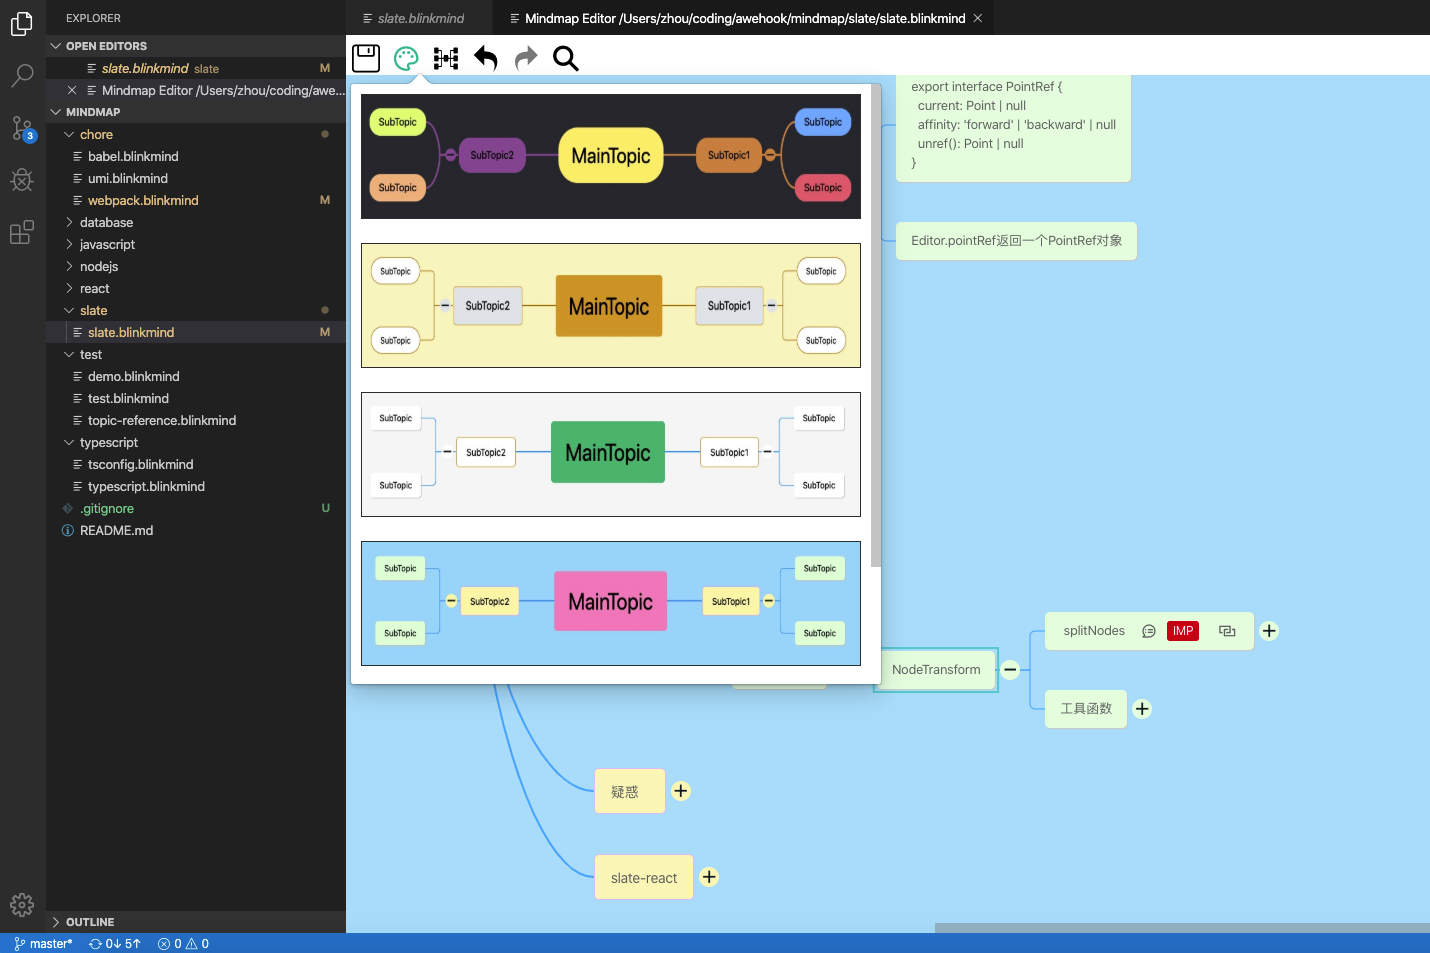 EXPLORER
OPEN EDITORS
slate.blinkmind slate M
Mindmap Editor /Users/zhou/coding/awe...
MINDMAP
chore
babel.blinkmind
umi.blinkmind
webpack.blinkmind M
database
javascript
nodejs
react
slate
slate.blinkmind M
test
demo.blinkmind
test.blinkmind
topic-reference.blinkmind
typescript
tsconfig.blinkmind
typescript.blinkmind
.gitignore U
README.md
OUTLINE
3
slate.blinkmind
Mindmap Editor /Users/zhou/coding/awehook/mindmap/slate/slate.blinkmind
SubTopic
SubTopic
SubTopic2
MainTopic
SubTopic1
SubTopic
SubTopic
SubTopic
SubTopic
SubTopic2
MainTopic
SubTopic1
SubTopic
SubTopic
SubTopic
SubTopic
SubTopic2
MainTopic
SubTopic1
SubTopic
SubTopic
SubTopic
SubTopic
SubTopic2
MainTopic
SubTopic1
SubTopic
SubTopic
export interface PointRef {
current: Point | null
affinity: 'forward' | 'backward' | null
unref(): Point | null
}
Editor.pointRef返回一个PointRef对象
NodeTransform
splitNodes IMP
工具函数
疑惑
slate-react
master* 0↓ 5↑ 0 0